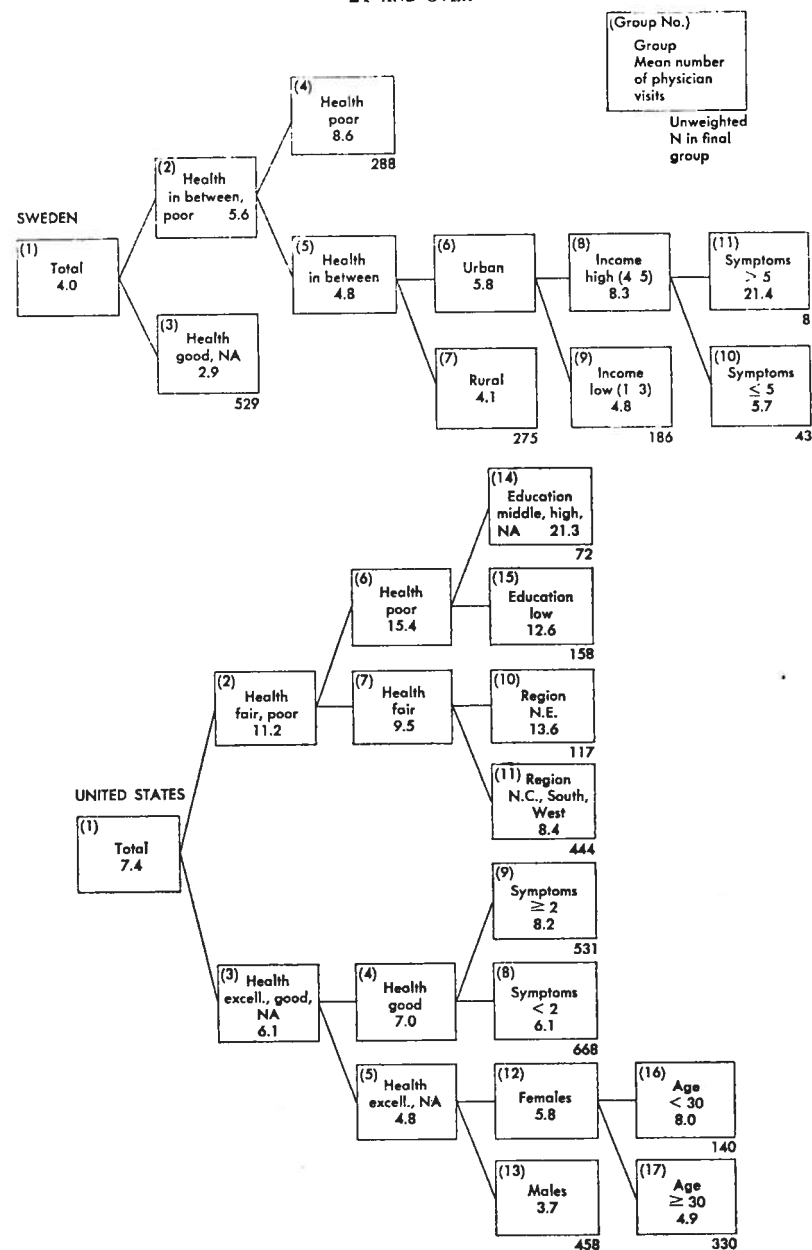 (Group No.)
Group
Mean number
of physician
visits
Unweighted
N in final
group
SWEDEN
(1)
Total
4.0
(2)
Health
in between,
poor 5.6
(3)
Health
good, NA
2.9
529
(4)
Health
poor
8.6
288
(5)
Health
in between
4.8
(6)
Urban
5.8
(7)
Rural
4.1
275
(8)
Income
high (4 5)
8.3
(9)
Income
low (1 3)
4.8
186
(11)
Symptoms
> 5
21.4
8
(10)
Symptoms
≦ 5
5.7
43
UNITED STATES
(1)
Total
7.4
(2)
Health
fair, poor
11.2
(3) Health
excell., good,
NA
6.1
(6)
Health
poor
15.4
(7)
Health
fair
9.5
(4)
Health
good
7.0
(5)
Health
excell., NA
4.8
(14)
Education
middle, high,
NA 21.3
72
(15)
Education
low
12.6
158
(10)
Region
N.E.
13.6
117
(11) Region
N.C., South,
West
8.4
444
(9)
Symptoms
≧ 2
8.2
531
(8)
Symptoms
< 2
6.1
668
(12)
Females
5.8
(13)
Males
3.7
458
(16)
Age
< 30
8.0
140
(17)
Age
≧ 30
4.9
330